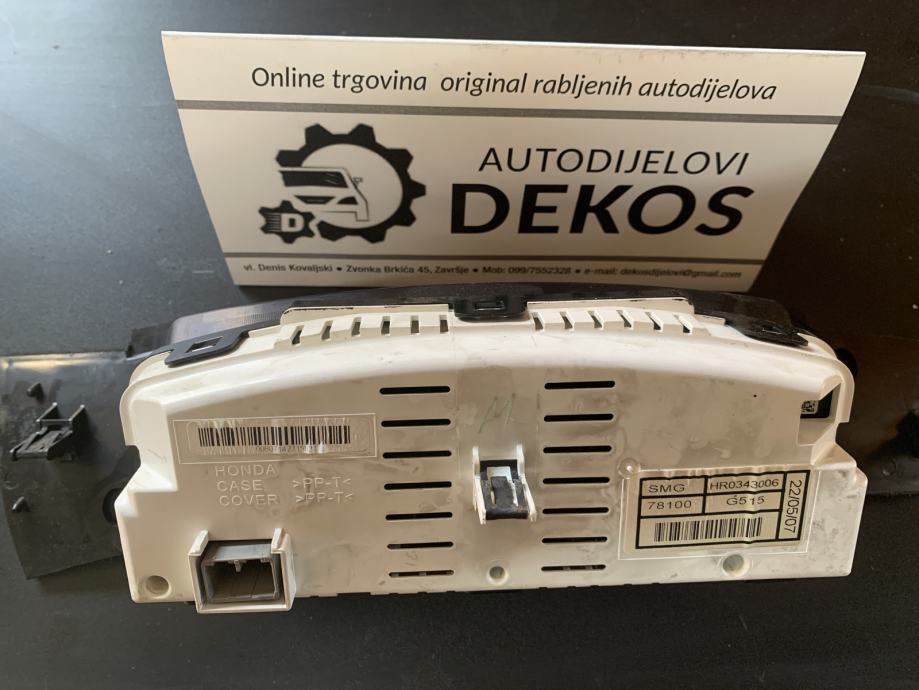 Online trgovina original rabljenih autodijelova
AUTODIJELOVI
DEKOS
D
vl. Denis Kovaljski • Zvonka Brkića 45, Završje • Mob: 099/7552328 • e-mail: dekosdijelovi@gmail.com
M
HONDA
CASE >PP-T<
COVER >PP-T<
SMG HR0343006
78100 G515
22/05/07